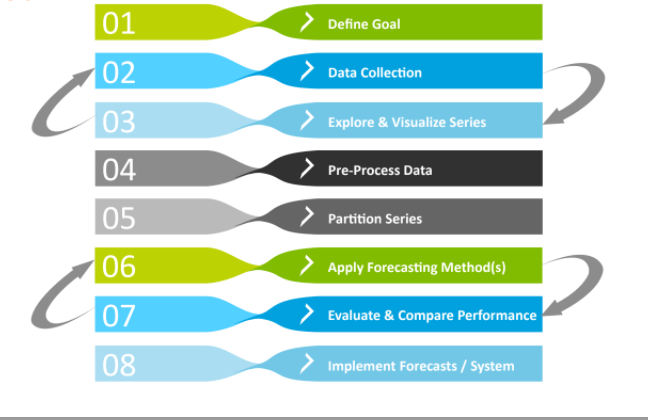 01 Define Goal
02 Data Collection
03 Explore & Visualize Series
04 Pre-Process Data
05 Partition Series
06 Apply Forecasting Method(s)
07 Evaluate & Compare Performance
08 Implement Forecasts / System